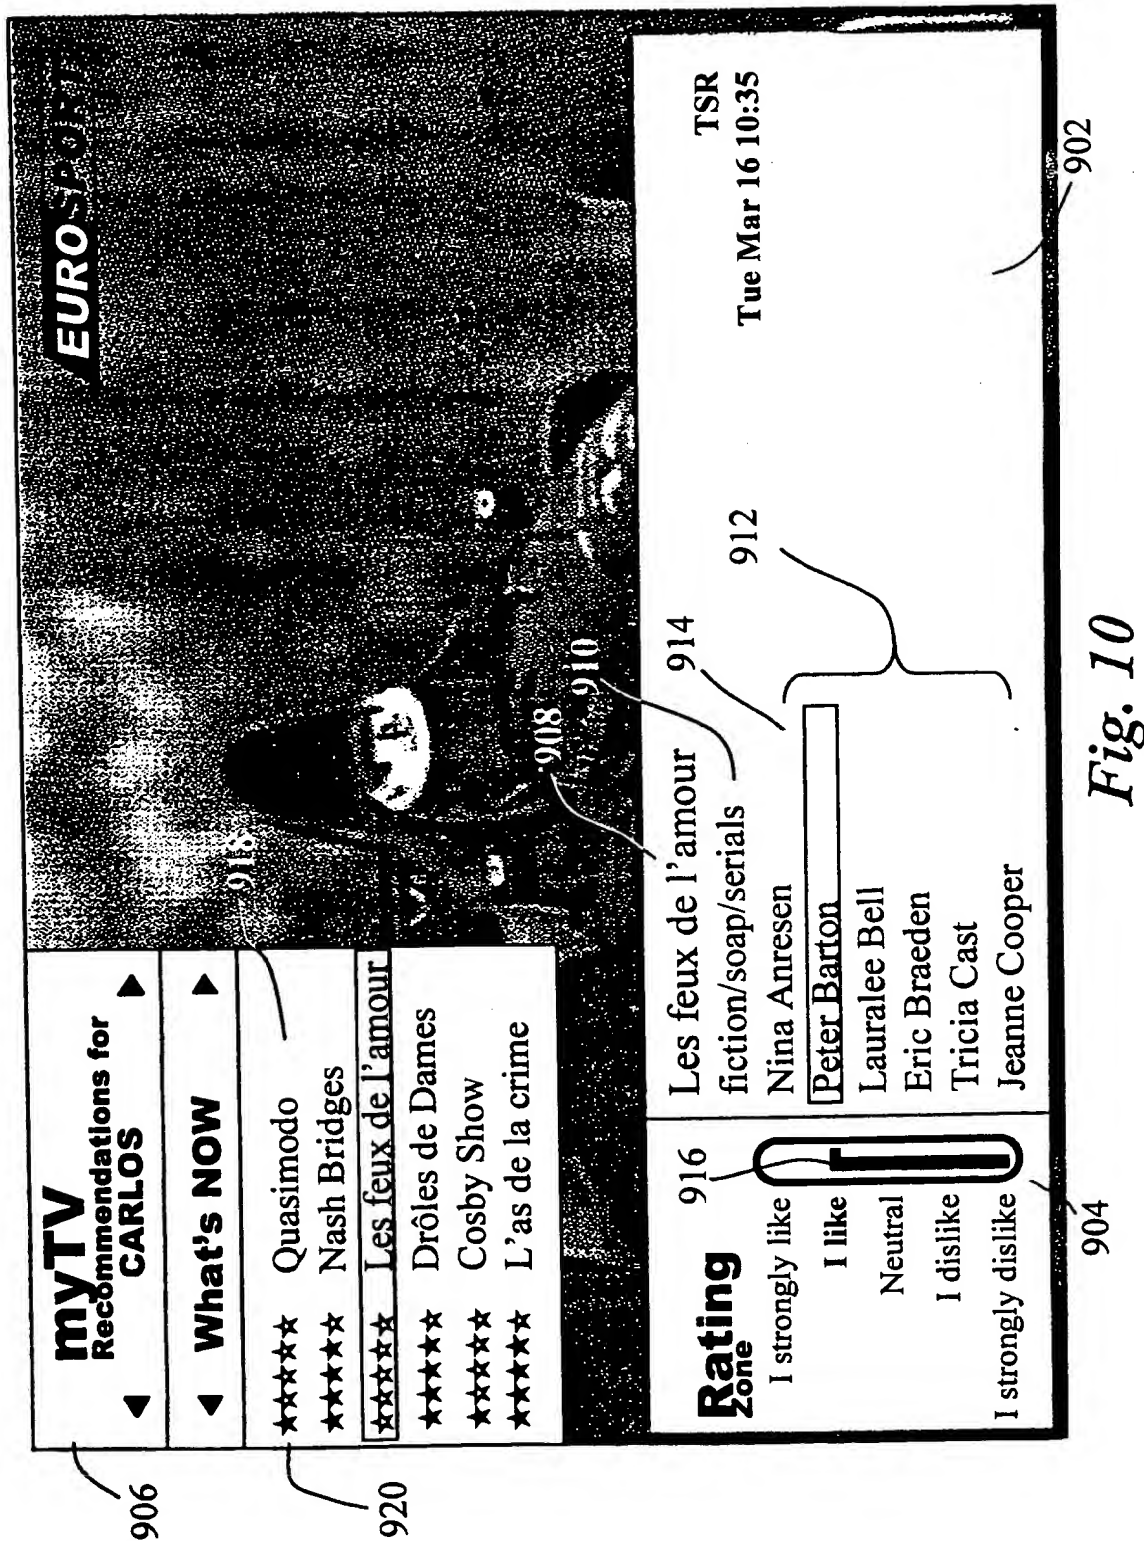 myTV
Recommendations for
CARLOS
What's NOW
★★★★★ Quasimodo
★★★★★ Nash Bridges
★★★★★ Les feux de l'amour
★★★★★ Drôles de Dames
★★★★★ Cosby Show
★★★★★ L'as de la crime
906
920
918
EUROSPORT
908
910
Rating
Zone
916
I strongly like
I like
Neutral
I dislike
I strongly dislike
904
Les feux de l'amour
fiction/soap/serials
Nina Anresen
Peter Barton
Lauralee Bell
Eric Braeden
Tricia Cast
Jeanne Cooper
914
912
TSR
Tue Mar 16 10:35
902
Fig. 10